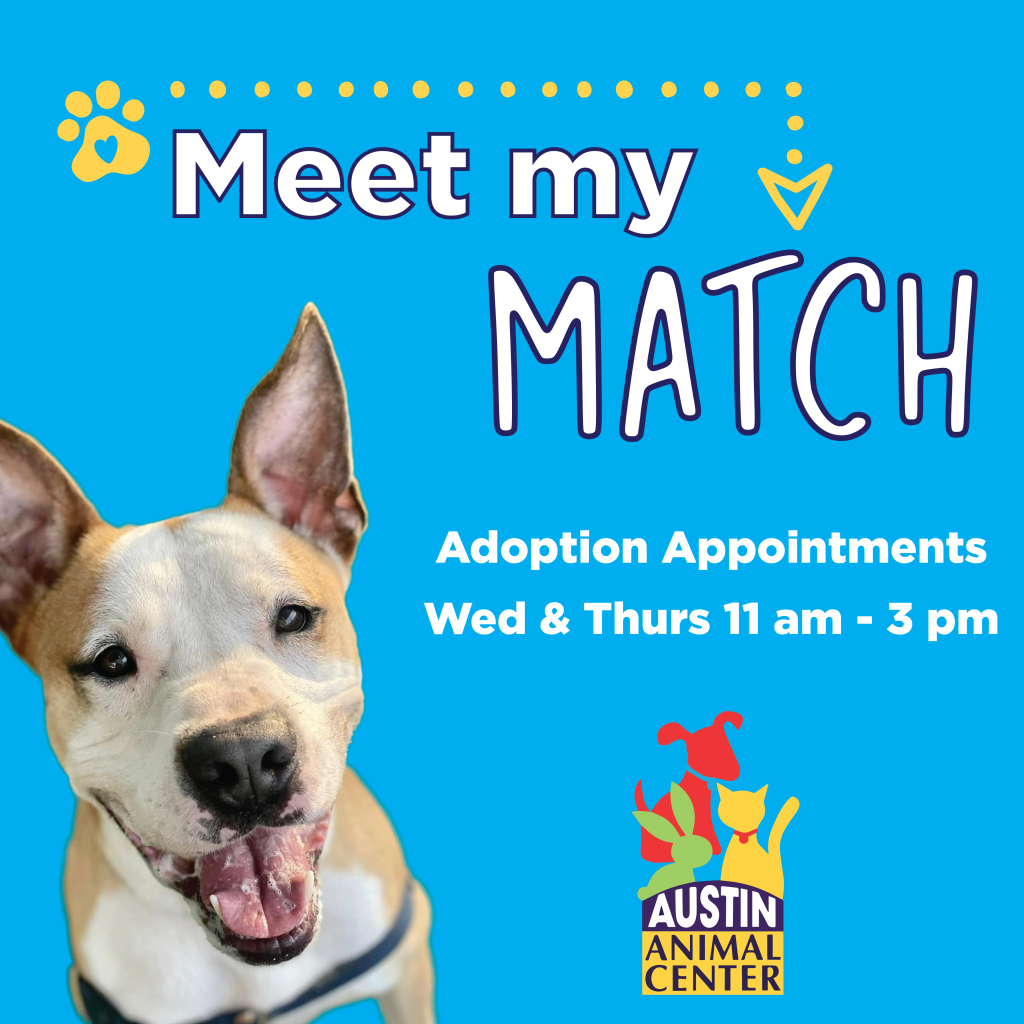 Meet my
MATCH
Adoption Appointments
Wed & Thurs 11 am - 3 pm
AUSTIN
ANIMAL
CENTER